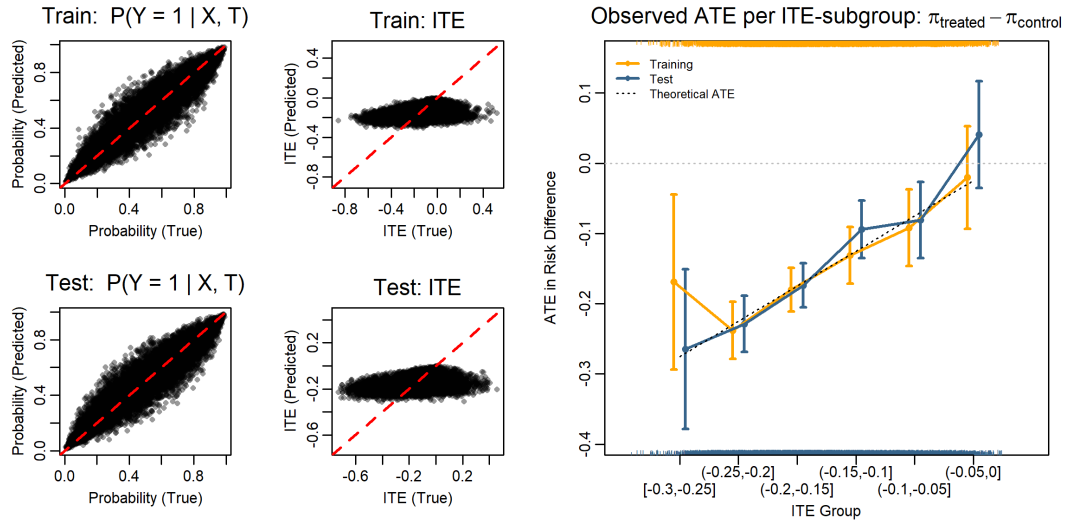 Train: P(Y = 1 | X, T)
Probability (Predicted)
0.0 0.4 0.8
0.0 0.4 0.8
Probability (True)
Train: ITE
ITE (Predicted)
0.4
0.0
-0.4
-0.8
-0.8 -0.4 0.0 0.4
ITE (True)
Test: P(Y = 1 | X, T)
Probability (Predicted)
0.0 0.4 0.8
0.0 0.4 0.8
Probability (True)
Test: ITE
ITE (Predicted)
0.2
-0.2
-0.6
-0.6 -0.2 0.2
ITE (True)
Observed ATE per ITE-subgroup: πtreated − πcontrol
Training
Test
Theoretical ATE
ATE in Risk Difference
0.1
0.0
-0.1
-0.2
-0.3
-0.4
(-0.25,-0.2] (-0.15,-0.1] (-0.05,0]
[-0.3,-0.25] (-0.2,-0.15] (-0.1,-0.05]
ITE Group